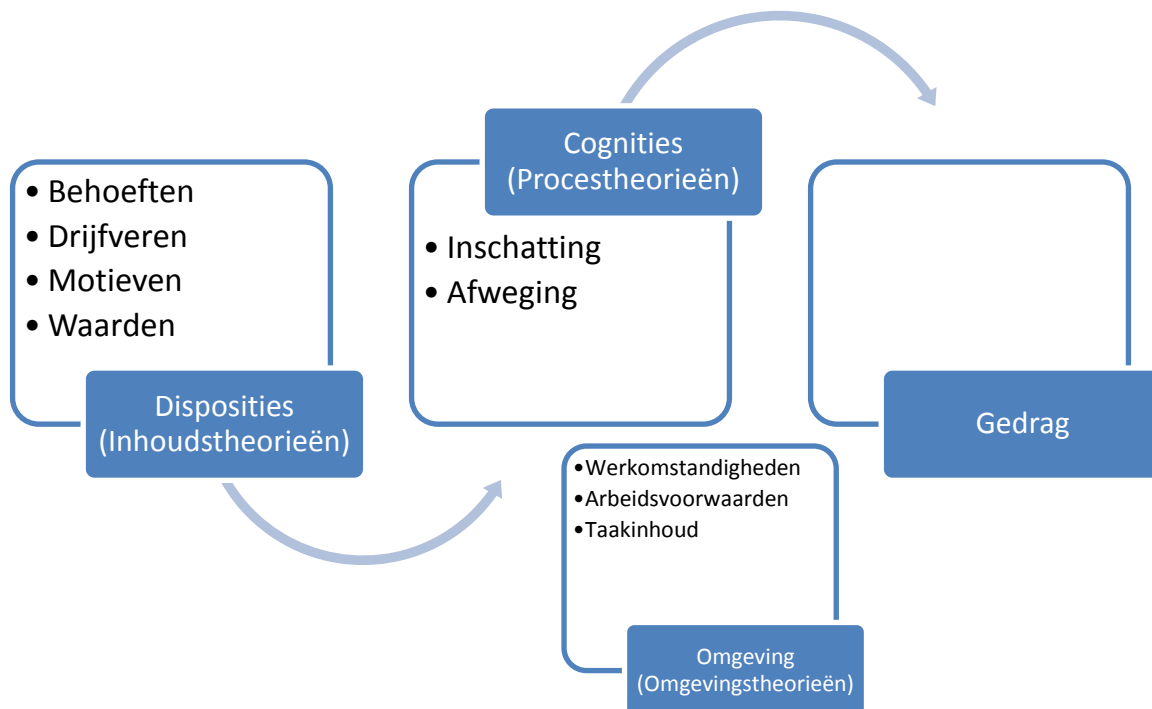 • Behoeften
• Drijfveren
• Motieven
• Waarden
Disposities
(Inhoudstheorieën)
Cognities
(Procestheorieën)
• Inschatting
• Afweging
Gedrag
•Werkomstandigheden
•Arbeidsvoorwaarden
•Taakinhoud
Omgeving
(Omgevingstheorieën)